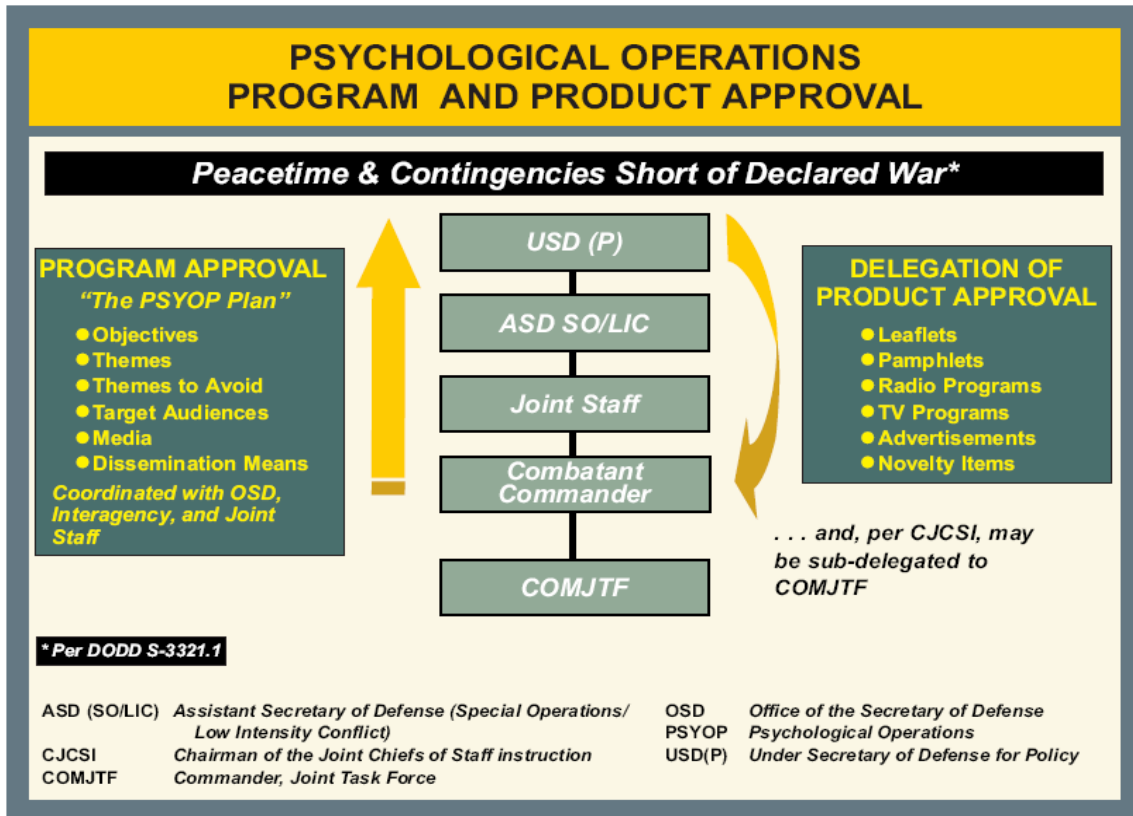 PSYCHOLOGICAL OPERATIONS
PROGRAM AND PRODUCT APPROVAL
Peacetime & Contingencies Short of Declared War*
PROGRAM APPROVAL
“The PSYOP Plan”
● Objectives
● Themes
● Themes to Avoid
● Target Audiences
● Media
● Dissemination Means
Coordinated with OSD,
Interagency, and Joint
Staff
USD (P)
ASD SO/LIC
Joint Staff
Combatant
Commander
COMJTF
DELEGATION OF
PRODUCT APPROVAL
● Leaflets
● Pamphlets
● Radio Programs
● TV Programs
● Advertisements
● Novelty Items
. . . and, per CJCSI, may
be sub-delegated to
COMJTF
* Per DODD S-3321.1
ASD (SO/LIC) Assistant Secretary of Defense (Special Operations/
Low Intensity Conflict)
CJCSI Chairman of the Joint Chiefs of Staff instruction
COMJTF Commander, Joint Task Force
OSD Office of the Secretary of Defense
PSYOP Psychological Operations
USD(P) Under Secretary of Defense for Policy